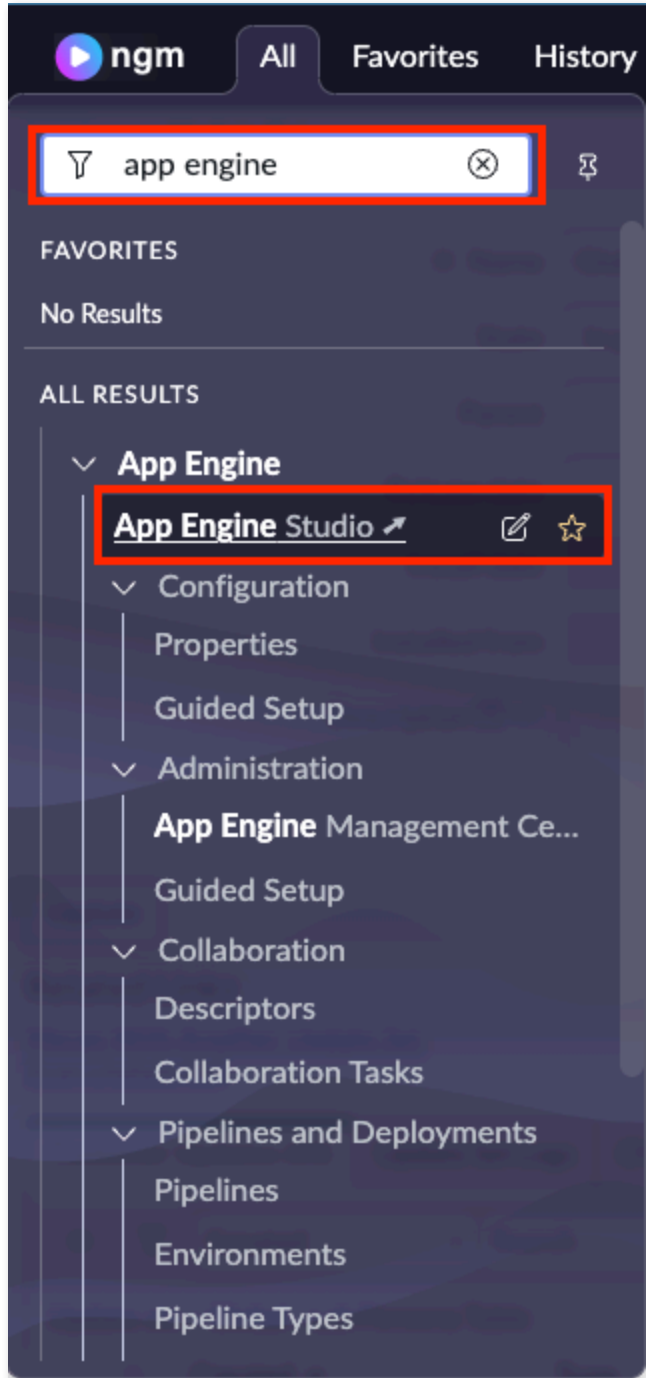 ngm All Favorites History
app engine
FAVORITES
No Results
ALL RESULTS
App Engine
App Engine Studio
Configuration
Properties
Guided Setup
Administration
App Engine Management Ce...
Guided Setup
Collaboration
Descriptors
Collaboration Tasks
Pipelines and Deployments
Pipelines
Environments
Pipeline Types